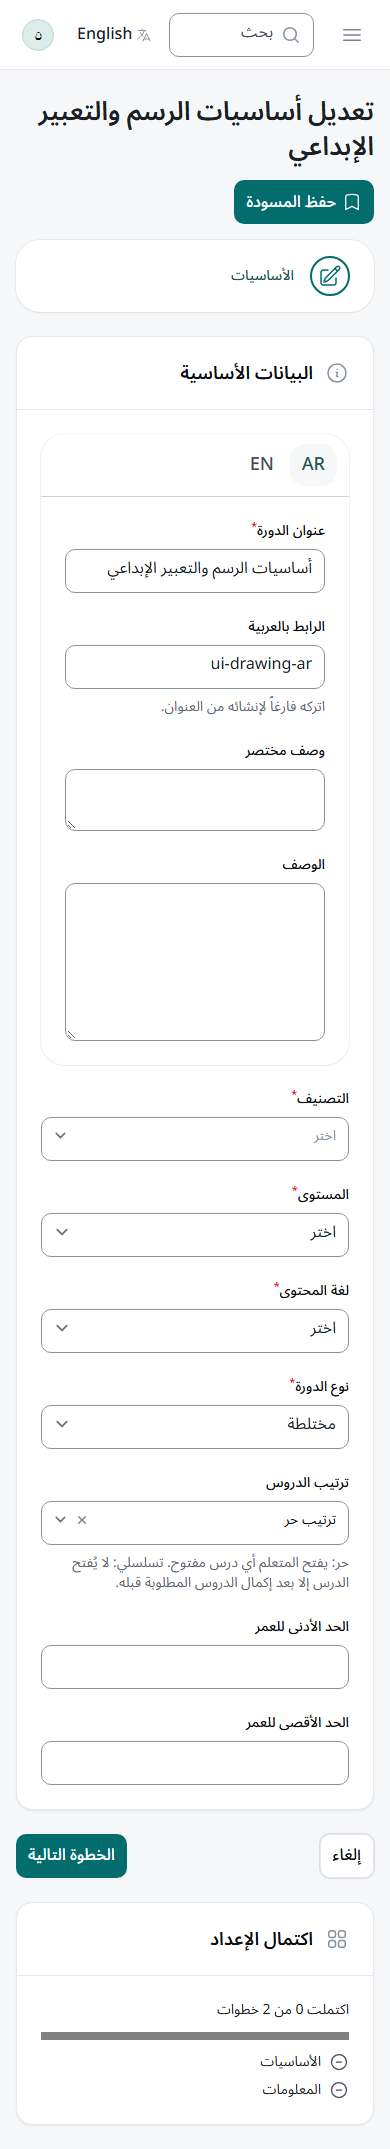 بحث
English
ن
تعديل أساسيات الرسم والتعبير
الإبداعي
حفظ المسودة
الأساسيات
البيانات الأساسية
AR
EN
عنوان الدورة*
أساسيات الرسم والتعبير الإبداعي
الرابط بالعربية
ui-drawing-ar
اتركه فارغاً لإنشائه من العنوان.
وصف مختصر
الوصف
التصنيف*
اختر
المستوى*
اختر
لغة المحتوى*
اختر
نوع الدورة*
مختلطة
ترتيب الدروس
ترتيب حر
حر: يفتح المتعلم أي درس مفتوح. تسلسلي: لا يُفتح
الدرس إلا بعد إكمال الدروس المطلوبة قبله.
الحد الأدنى للعمر
الحد الأقصى للعمر
إلغاء
الخطوة التالية
اكتمال الإعداد
اكتملت 0 من 2 خطوات
الأساسيات
المعلومات